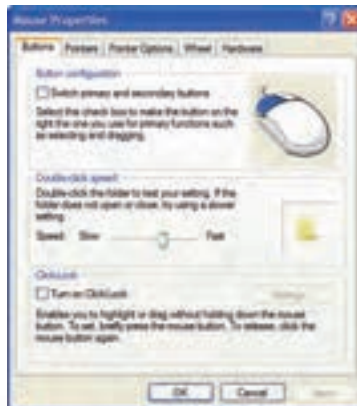 Mouse Properties
Buttons Pointers Pointer Options Wheel Hardware
Button configuration
Switch primary and secondary buttons
Select this check box to make the button on the
right the one you use for primary functions such
as selecting and dragging.
Double-click speed
Double-click the folder to test your setting. If the
folder does not open or close, try using a slower
setting.
Speed: Slow Fast
ClickLock
Turn on ClickLock
Enables you to highlight or drag without holding down the mouse
button. To set, briefly press the mouse button. To release, click the
mouse button again.
OK Cancel